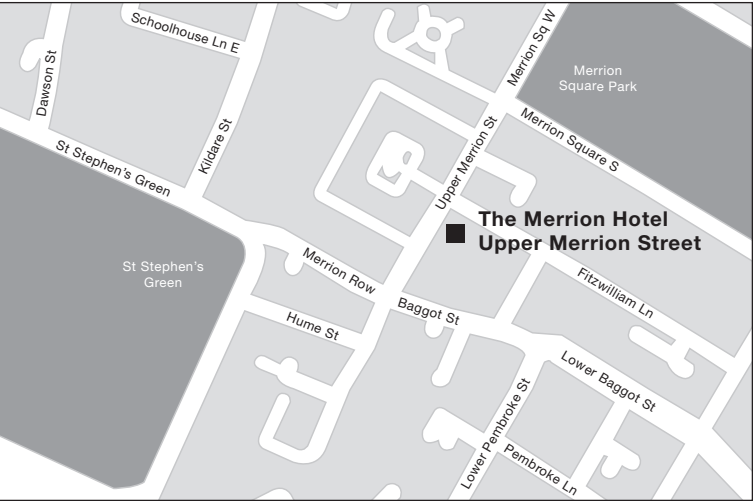 Schoolhouse Ln E
Merrion Sq W
Dawson St
Merrion
Square Park
Kildare St
Merrion Square S
Upper Merrion St
St Stephen's Green
The Merrion Hotel
Upper Merrion Street
St Stephen's
Green
Merrion Row
Fitzwilliam Ln
Baggot St
Hume St
Lower Baggot St
Lower Pembroke St
Pembroke Ln